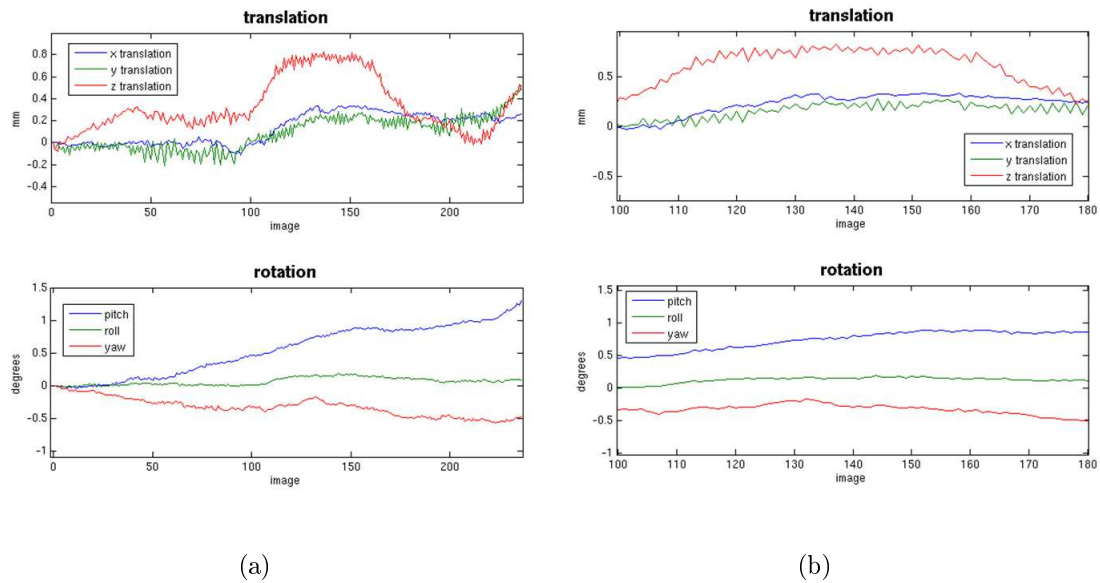 translation
0.8
0.6
0.4
0.2
0
-0.2
-0.4
mm
x translation
y translation
z translation
0 50 100 150 200
image
rotation
1.5
1
0.5
0
-0.5
-1
degrees
pitch
roll
yaw
0 50 100 150 200
image
(a)
translation
0.5
0
-0.5
mm
x translation
y translation
z translation
100 110 120 130 140 150 160 170 180
image
rotation
1.5
1
0.5
0
-0.5
-1
degrees
pitch
roll
yaw
100 110 120 130 140 150 160 170 180
image
(b)